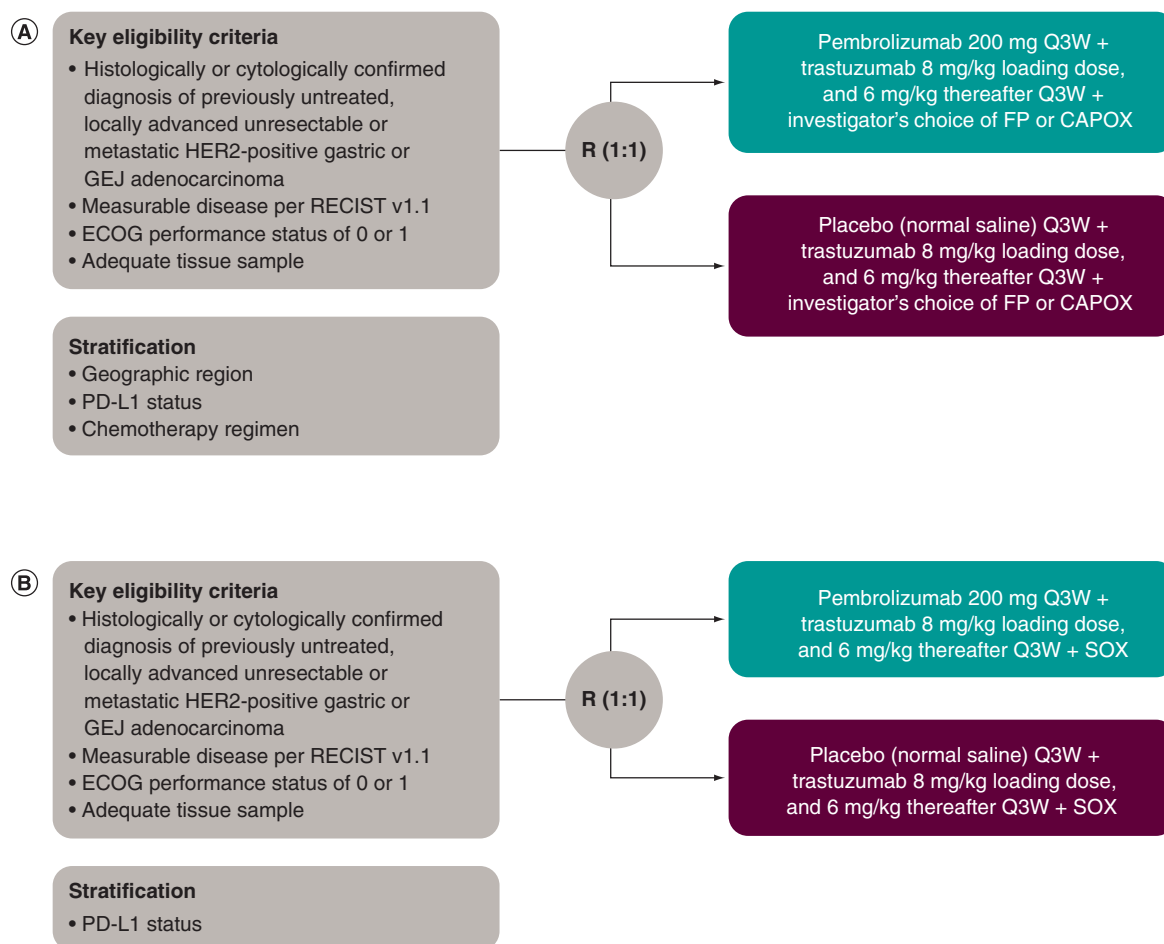 A
Key eligibility criteria
• Histologically or cytologically confirmed
diagnosis of previously untreated,
locally advanced unresectable or
metastatic HER2-positive gastric or
GEJ adenocarcinoma
• Measurable disease per RECIST v1.1
• ECOG performance status of 0 or 1
• Adequate tissue sample
R (1:1)
Pembrolizumab 200 mg Q3W +
trastuzumab 8 mg/kg loading dose,
and 6 mg/kg thereafter Q3W +
investigator's choice of FP or CAPOX
Placebo (normal saline) Q3W +
trastuzumab 8 mg/kg loading dose,
and 6 mg/kg thereafter Q3W +
investigator's choice of FP or CAPOX
Stratification
• Geographic region
• PD-L1 status
• Chemotherapy regimen
B
Key eligibility criteria
• Histologically or cytologically confirmed
diagnosis of previously untreated,
locally advanced unresectable or
metastatic HER2-positive gastric or
GEJ adenocarcinoma
• Measurable disease per RECIST v1.1
• ECOG performance status of 0 or 1
• Adequate tissue sample
R (1:1)
Pembrolizumab 200 mg Q3W +
trastuzumab 8 mg/kg loading dose,
and 6 mg/kg thereafter Q3W + SOX
Placebo (normal saline) Q3W +
trastuzumab 8 mg/kg loading dose,
and 6 mg/kg thereafter Q3W + SOX
Stratification
• PD-L1 status